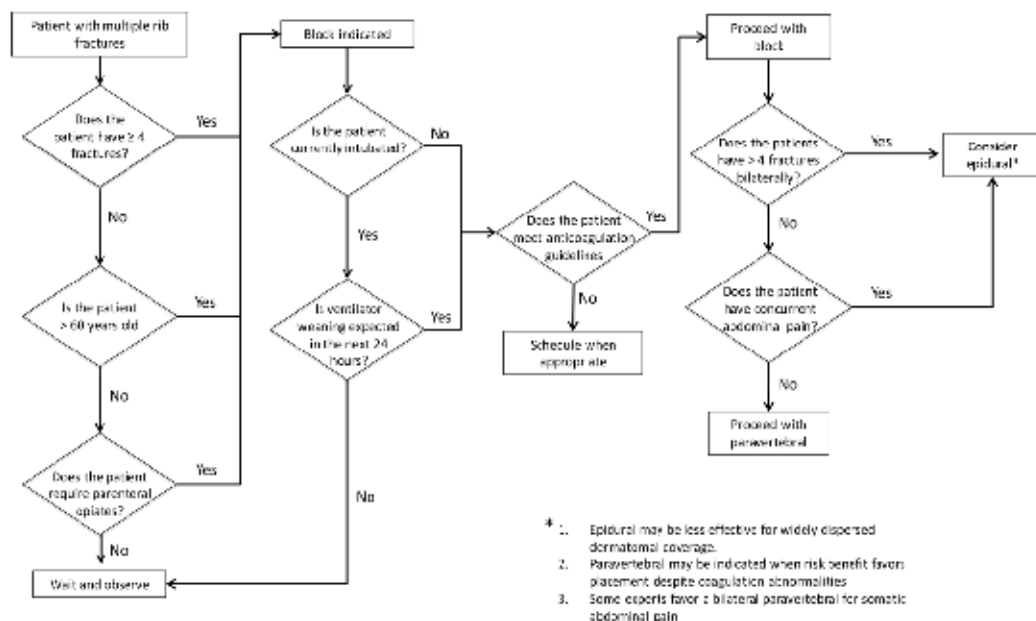 Patient with multiple rib
fractures
Does the
patient have ≥ 4
fractures?
Yes
No
Is the patient
> 60 years old
Yes
No
Does the patient
require parenteral
opiates?
Yes
No
Wait and observe
Block indicated
Is the patient
currently intubated?
No
Yes
Is ventilator
weaning expected
in the next 24
hours?
Yes
No
Does the patient
meet anticoagulation
guidelines
Yes
No
Schedule when
appropriate
Proceed with
block
Does the patients
have > 4 fractures
bilaterally?
Yes
Consider
epidural*
No
Does the patient
have concurrent
abdominal pain?
Yes
No
Proceed with
paravertebral
* 1. Epidural may be less effective for widely dispersed
dermatomal coverage.
2. Paravertebral may be indicated when risk benefit favors
placement despite coagulation abnormalities
3. Some experts favor a bilateral paravertebral for somatic
abdominal pain